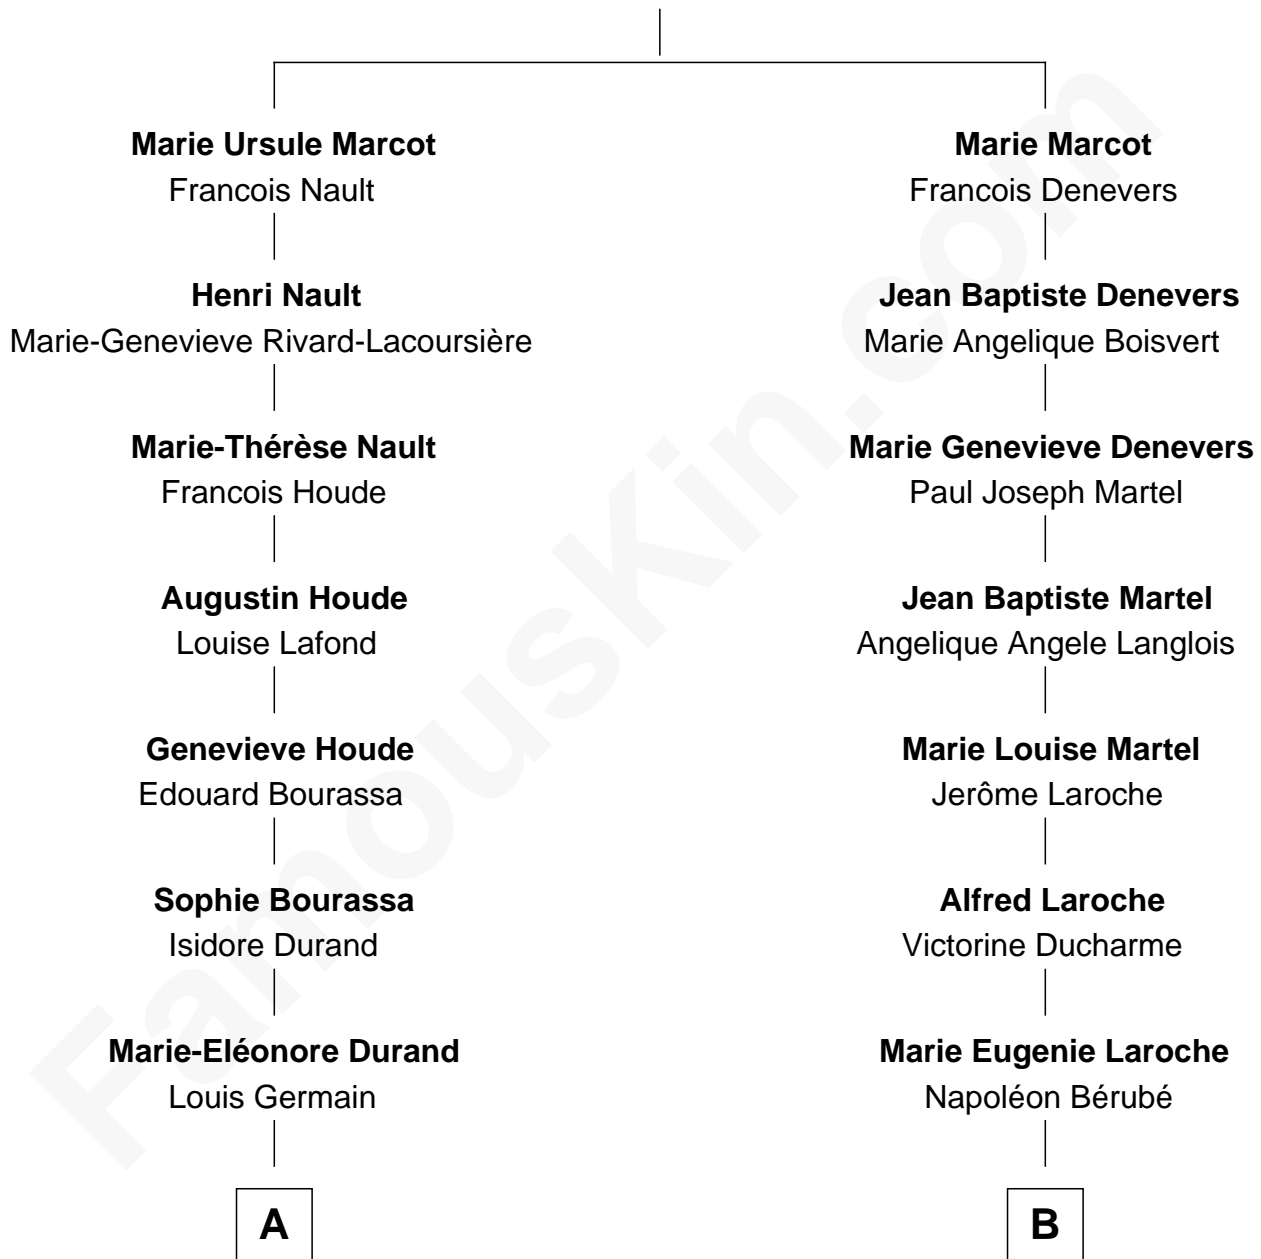 Marie Ursule Marcot
Francois Nault
Henri Nault
Marie-Genevieve Rivard-Lacoursière
Marie-Thérèse Nault
Francois Houde
Augustin Houde
Louise Lafond
Genevieve Houde
Edouard Bourassa
Sophie Bourassa
Isidore Durand
Marie-Eléonore Durand
Louis Germain
A
Marie Marcot
Francois Denevers
Jean Baptiste Denevers
Marie Angelique Boisvert
Marie Genevieve Denevers
Paul Joseph Martel
Jean Baptiste Martel
Angelique Angele Langlois
Marie Louise Martel
Jerôme Laroche
Alfred Laroche
Victorine Ducharme
Marie Eugenie Laroche
Napoléon Bérubé
B
FamousKin.com